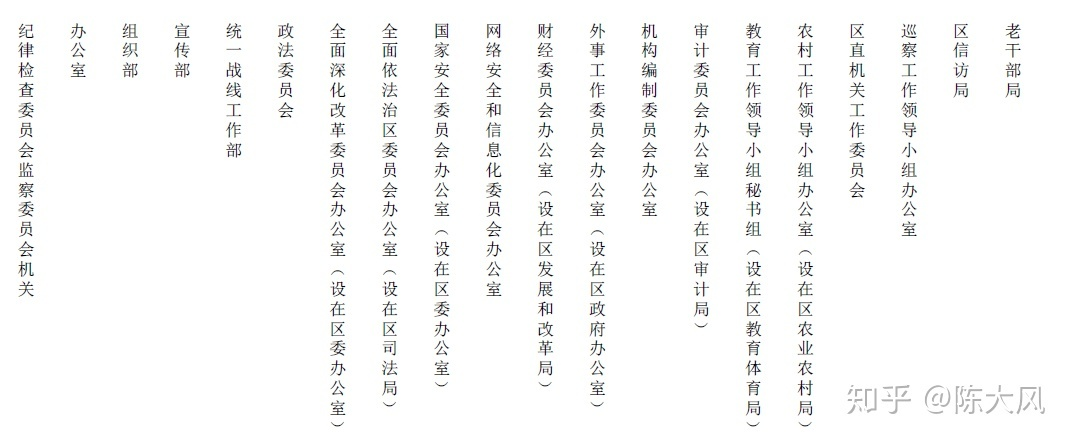 纪律检查委员会监察委员会机关
办公室
组织部
宣传部
统一战线工作部
政法委员会
全面深化改革委员会办公室（设在区委办公室）
全面依法治区委员会办公室（设在区司法局）
国家安全委员会办公室（设在区委办公室）
网络安全和信息化委员会办公室
财经委员会办公室（设在区发展和改革局）
外事工作委员会办公室（设在区政府办公室）
机构编制委员会办公室
审计委员会办公室（设在区审计局）
教育工作领导小组秘书组（设在区教育体育局）
农村工作领导小组办公室（设在区农业农村局）
区直机关工作委员会
巡察工作领导小组办公室
区信访局
老干部局
知乎 @陈大风